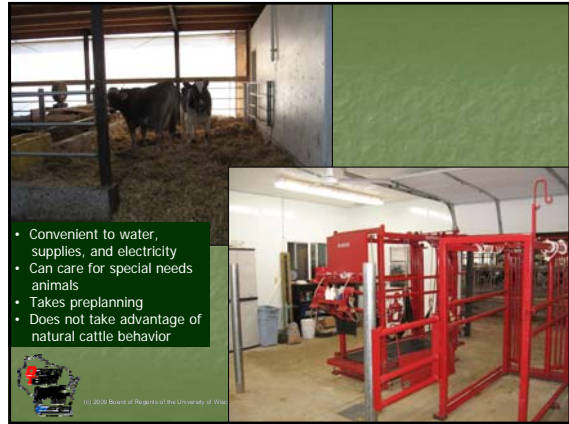 • Convenient to water,
supplies, and electricity
• Can care for special needs
animals
• Takes preplanning
• Does not take advantage of
natural cattle behavior
(c) 2009 Board of Regents of the University of